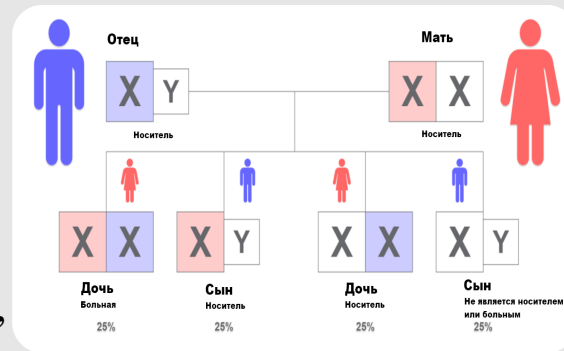 Отец
Мать
X Y
X X
Носитель
Носитель
X X
X Y
X X
X Y
Дочь
Больная
25%
Сын
Носитель
25%
Дочь
Носитель
25%
Сын
Не является носителем
или больным
25%
,